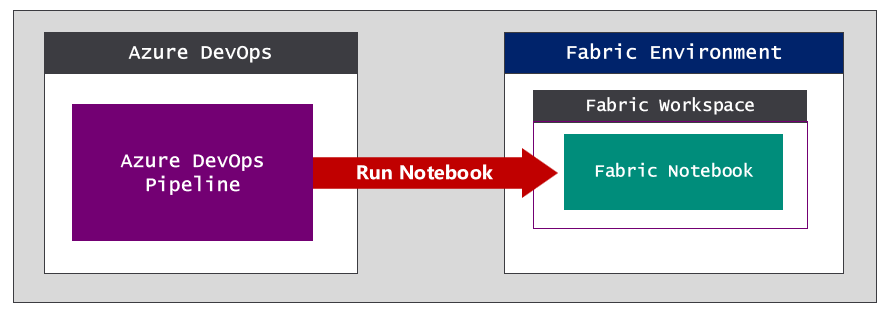 Azure DevOps
Fabric Environment
Fabric Workspace
Azure DevOps
Pipeline
Run Notebook
Fabric Notebook